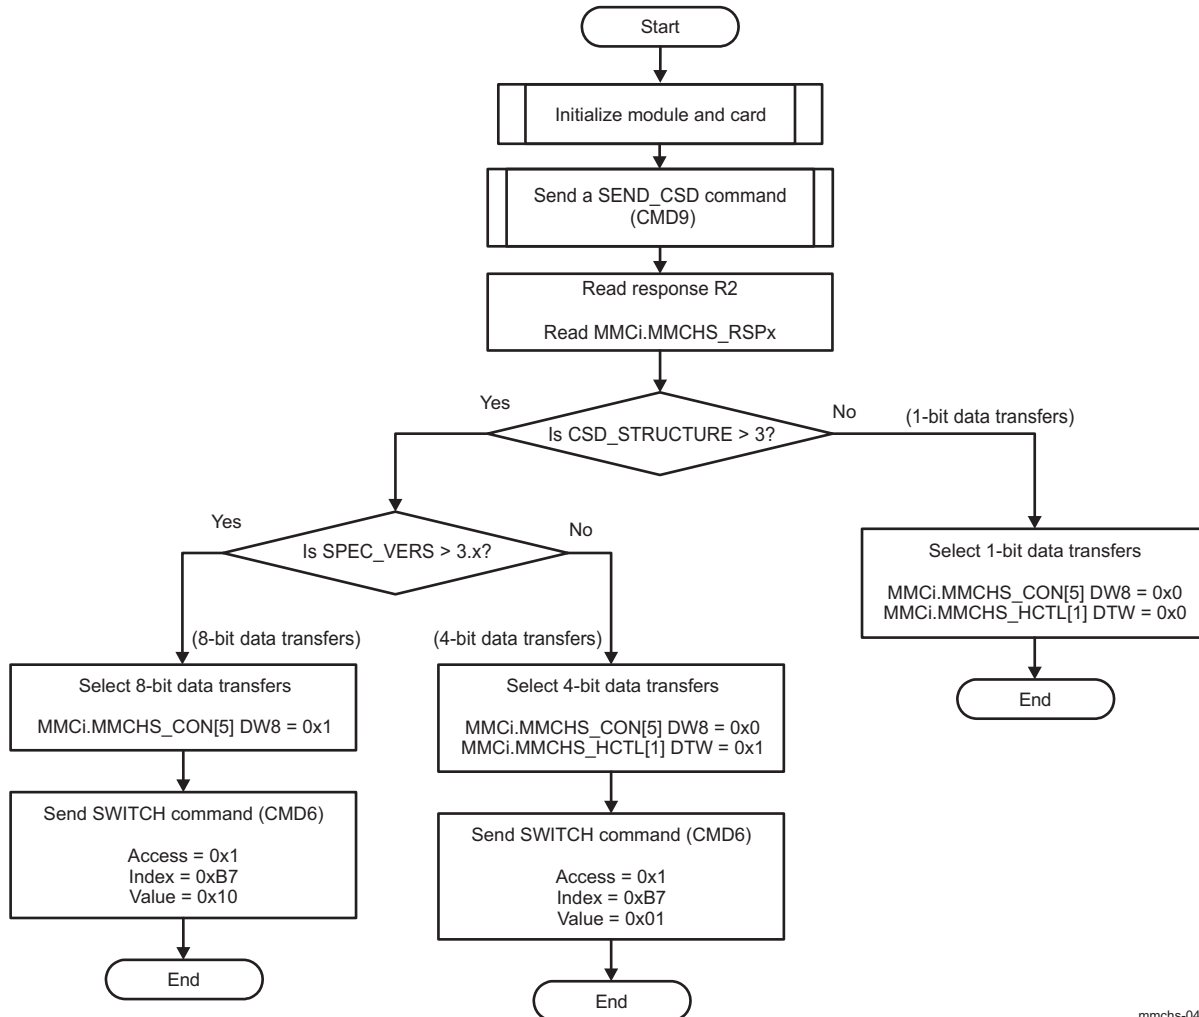 Start
Initialize module and card
Send a SEND_CSD command
(CMD9)
Read response R2
Read MMCi.MMCHS_RSPx
Yes
No
(1-bit data transfers)
Is CSD_STRUCTURE > 3?
Yes
No
Is SPEC_VERS > 3.x?
Select 1-bit data transfers
MMCi.MMCHS_CON[5] DW8 = 0x0
MMCi.MMCHS_HCTL[1] DTW = 0x0
End
(8-bit data transfers)
(4-bit data transfers)
Select 8-bit data transfers
MMCi.MMCHS_CON[5] DW8 = 0x1
Select 4-bit data transfers
MMCi.MMCHS_CON[5] DW8 = 0x0
MMCi.MMCHS_HCTL[1] DTW = 0x1
Send SWITCH command (CMD6)
Access = 0x1
Index = 0xB7
Value = 0x10
Send SWITCH command (CMD6)
Access = 0x1
Index = 0xB7
Value = 0x01
End
End
mmchs-04